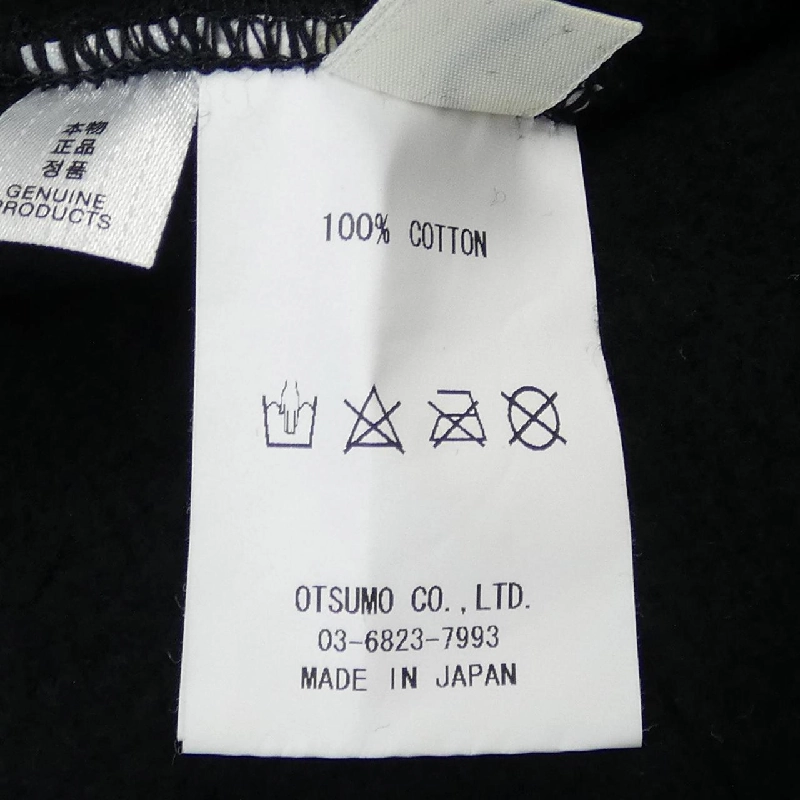 本物
正品
정품
GENUINE
PRODUCTS
100% COTTON
OTSUMO CO.,LTD.
03-6823-7993
MADE IN JAPAN